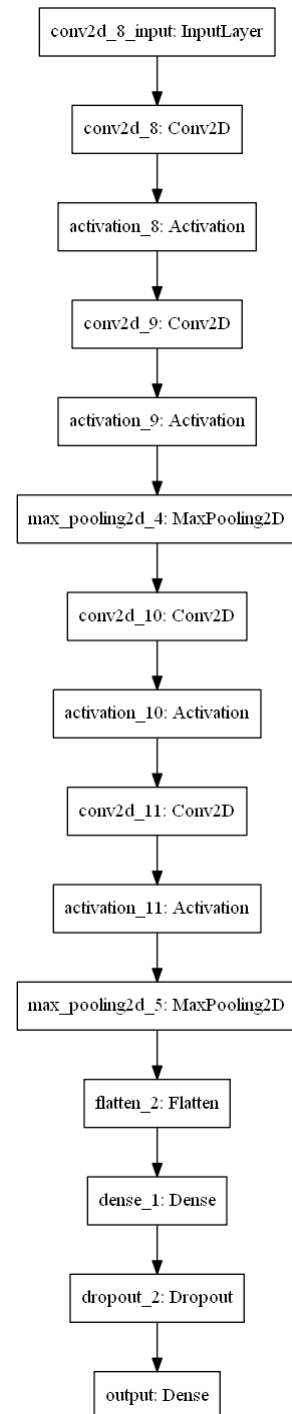 conv2d_8_input: InputLayer
conv2d_8: Conv2D
activation_8: Activation
conv2d_9: Conv2D
activation_9: Activation
max_pooling2d_4: MaxPooling2D
conv2d_10: Conv2D
activation_10: Activation
conv2d_11: Conv2D
activation_11: Activation
max_pooling2d_5: MaxPooling2D
flatten_2: Flatten
dense_1: Dense
dropout_2: Dropout
output: Dense